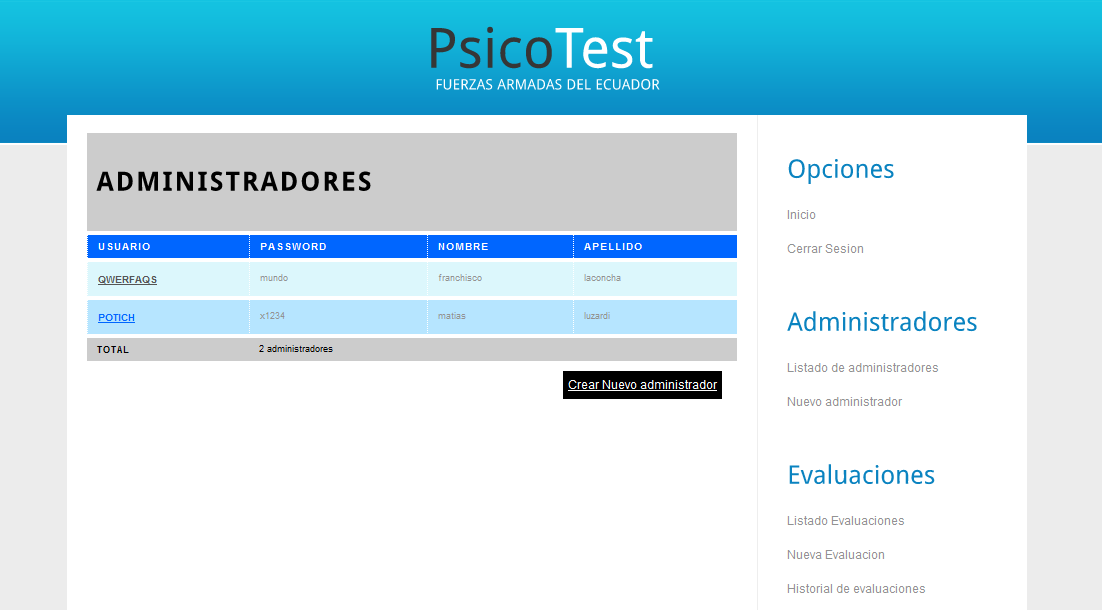 PsicoTest
FUERZAS ARMADAS DEL ECUADOR
ADMINISTRADORES
USUARIO PASSWORD NOMBRE APELLIDO
QWERFAQS mundo franchisco laconcha
POTICH x1234 matias luzardi
TOTAL 2 administradores
Crear Nuevo administrador
Opciones
Inicio
Cerrar Sesion
Administradores
Listado de administradores
Nuevo administrador
Evaluaciones
Listado Evaluaciones
Nueva Evaluacion
Historial de evaluaciones